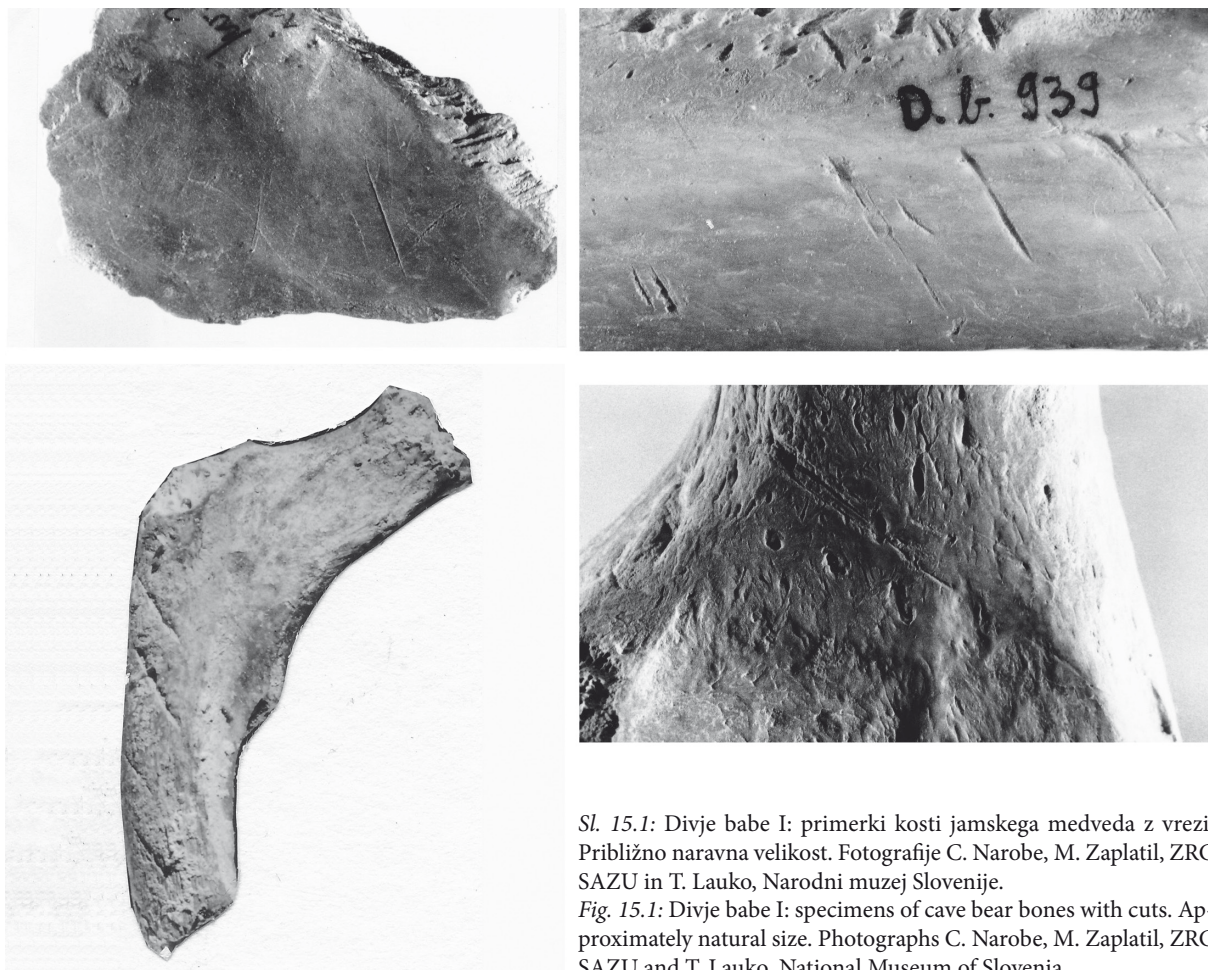 D. b. 939
Sl. 15.1: Divje babe I: primerki kosti jamskega medveda z vrezi.
Približno naravna velikost. Fotografije C. Narobe, M. Zaplatil, ZRC
SAZU in T. Lauko, Narodni muzej Slovenije.
Fig. 15.1: Divje babe I: specimens of cave bear bones with cuts. Ap-
proximately natural size. Photographs C. Narobe, M. Zaplatil, ZRC
SAZU and T. Lauko, National Museum of Slovenia.